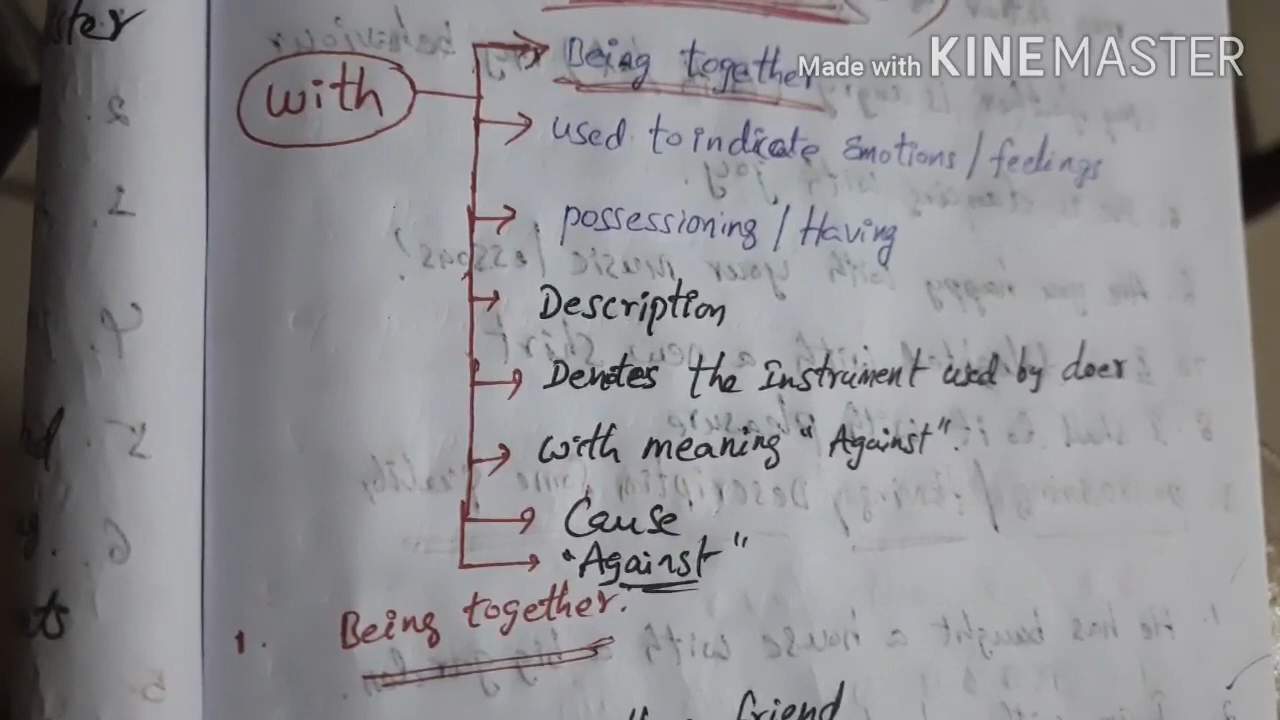 ster
Being together
Made with KINEMASTER
with
used to indicate Emotions / feelings
possessioning / Having
Description
Denotes the Instrument used by doer
with meaning "Against".
Cause
"Against"
1. Being together.
friend